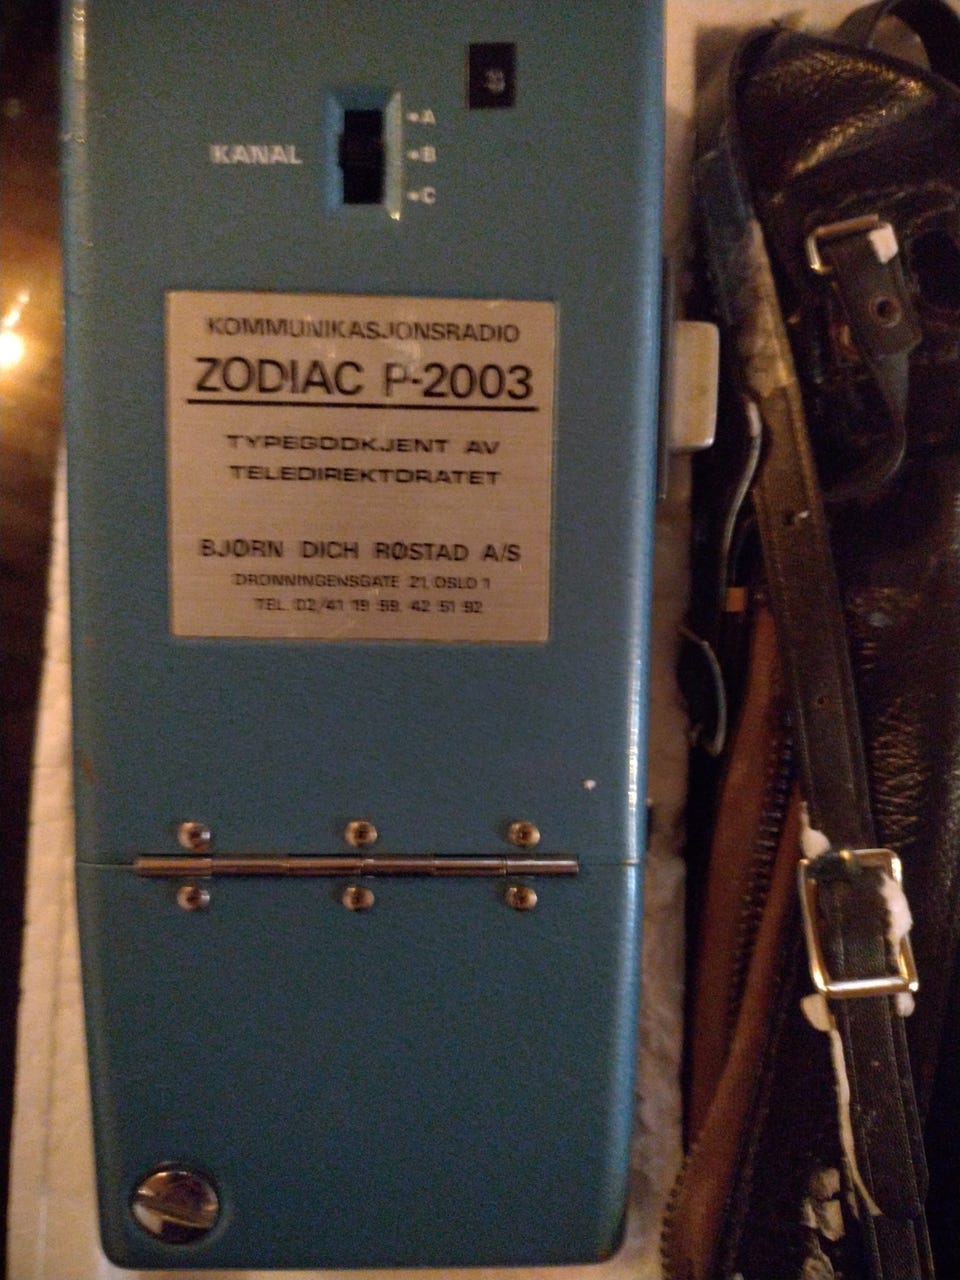 KANAL
A
B
C
KOMMUNIKASJONSRADIO
ZODIAC P-2003
TYPEGODKJENT AV
TELEDIREKTORATET
BJØRN DICH RØSTAD A/S
DRONNINGENSGATE 21, OSLO 1
TEL. 02/41 19 59, 42 51 92